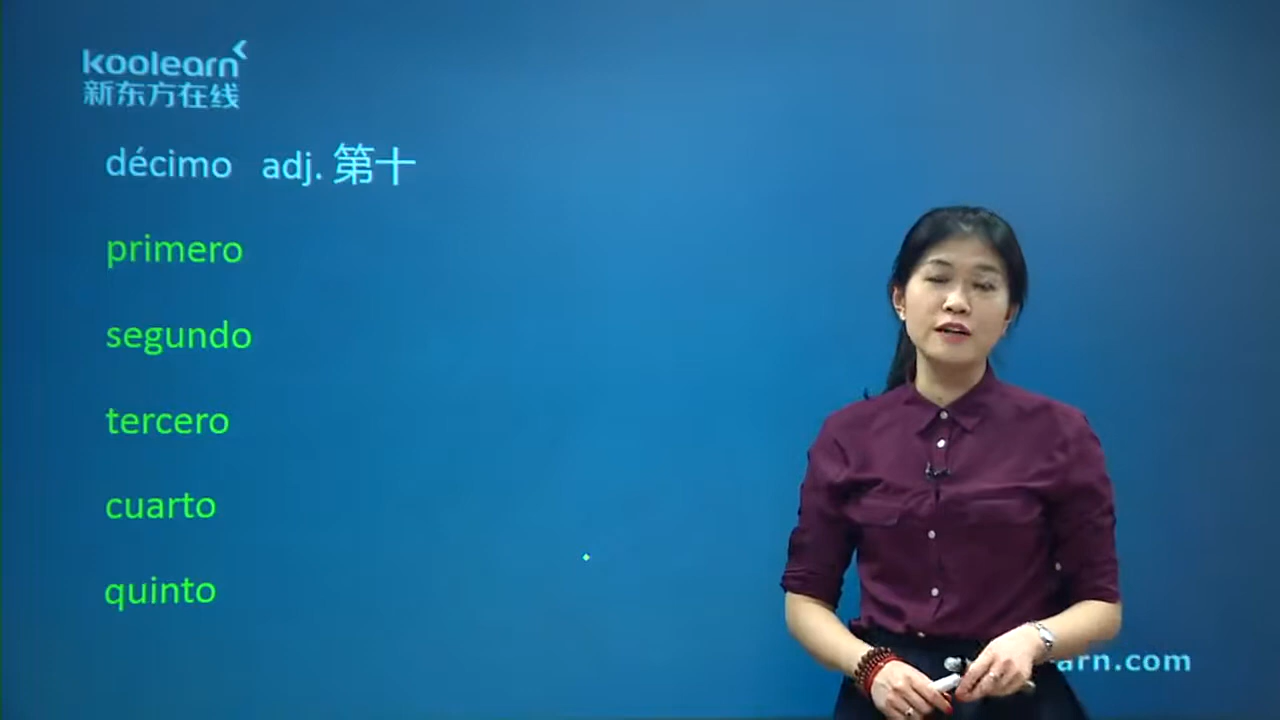 koolearn
新东方在线
décimo adj. 第十
primero
segundo
tercero
cuarto
quinto
arn.com